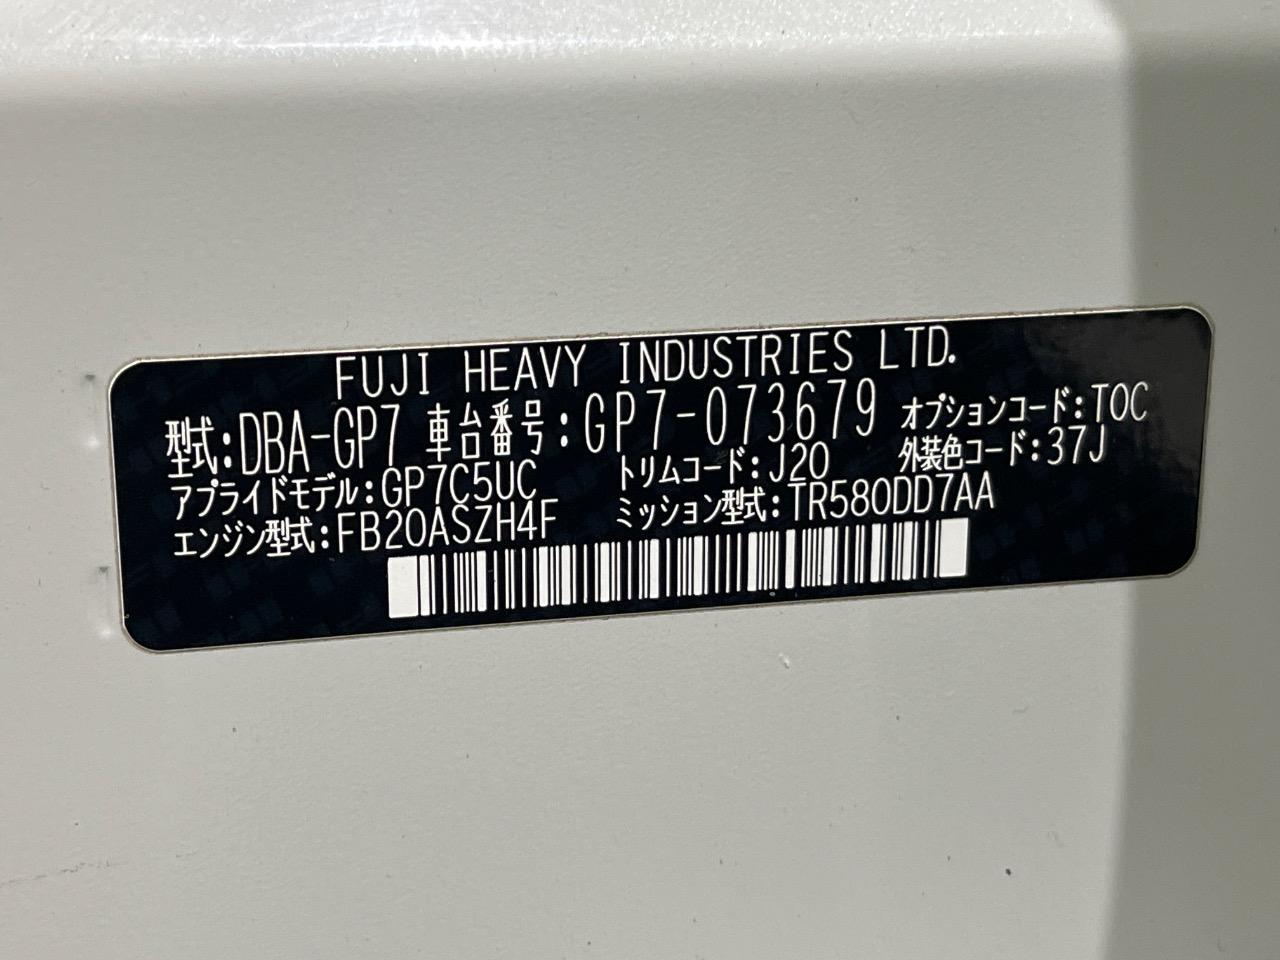 FUJI HEAVY INDUSTRIES LTD.
型式:DBA-GP7 車台番号:GP7-073679 オプションコード:TOC
アプライドモデル:GP7C5UC トリムコード:J20 外装色コード:37J
エンジン型式:FB20ASZH4F ミッション型式:TR580DD7AA